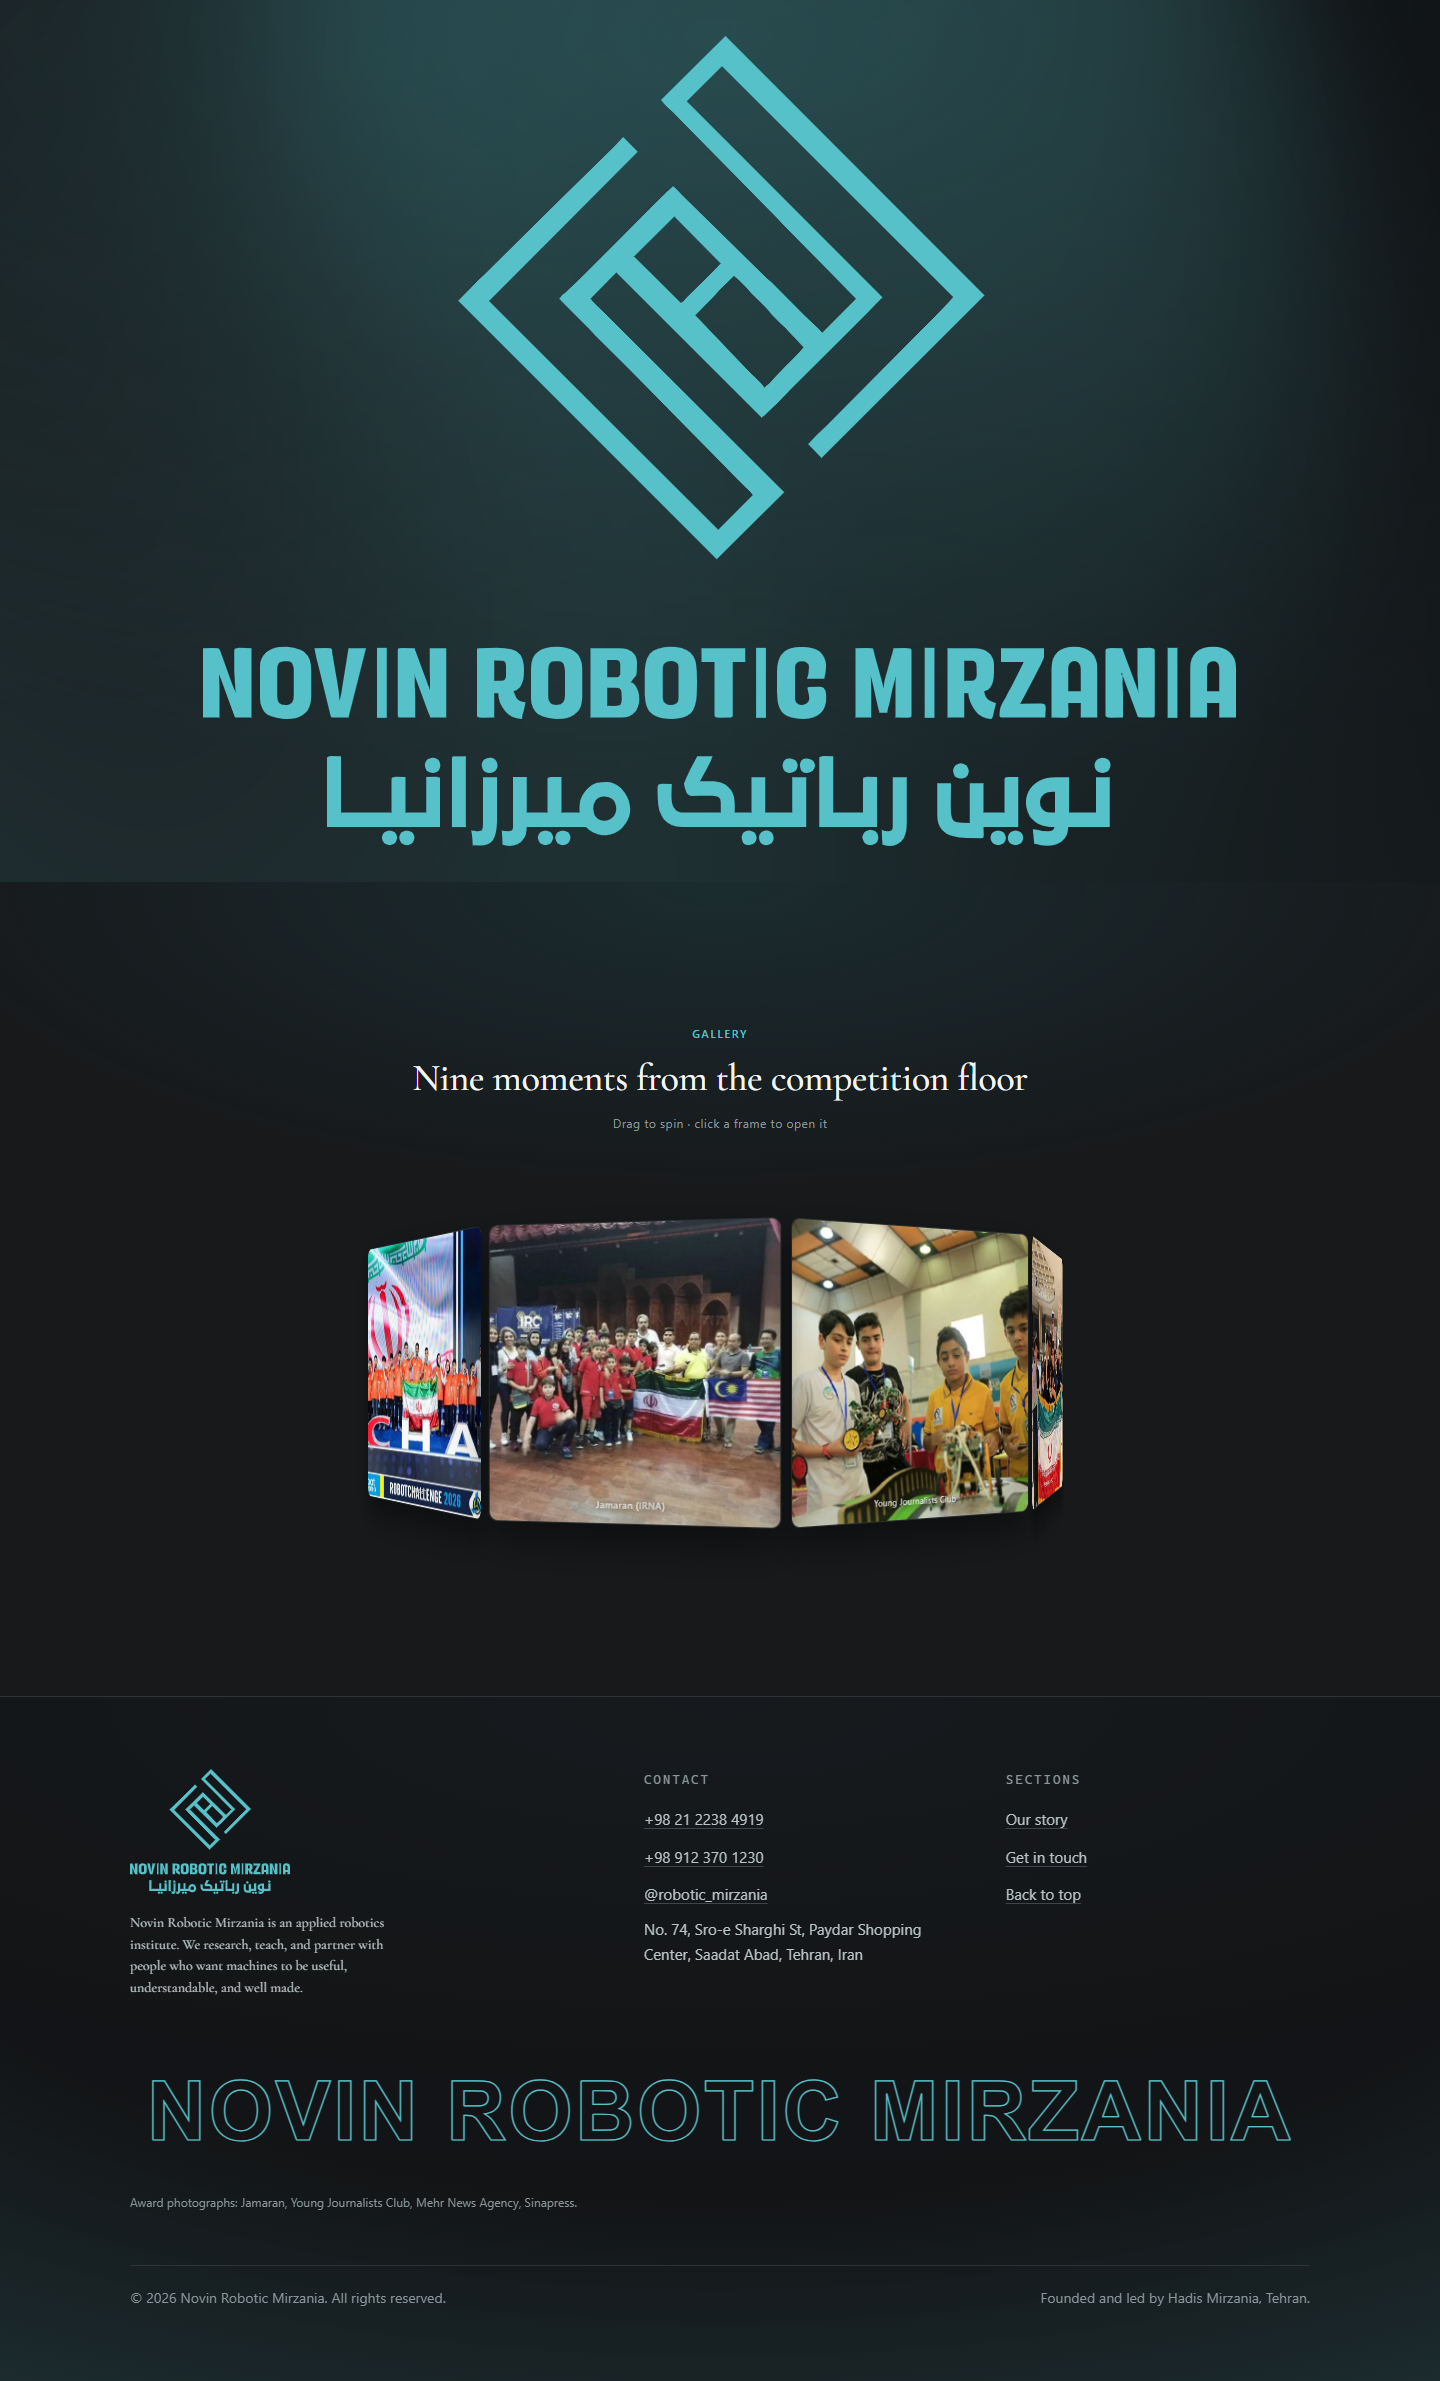 NOVIN ROBOTIC MIRZANIA
نوین رباتیک میرزانیا
GALLERY
Nine moments from the competition floor
Drag to spin · click a frame to open it
IRC
CHA
ROBOTCHALLENGE 2026
Jamaran (IRNA)
Young Journalists Club
NOVIN ROBOTIC MIRZANIA
نوین رباتیک میرزانیا
Novin Robotic Mirzania is an applied robotics
institute. We research, teach, and partner with
people who want machines to be useful,
understandable, and well made.
CONTACT
+98 21 2238 4919
+98 912 370 1230
@robotic_mirzania
No. 74, Sro-e Sharghi St, Paydar Shopping
Center, Saadat Abad, Tehran, Iran
SECTIONS
Our story
Get in touch
Back to top
NOVIN ROBOTIC MIRZANIA
Award photographs: Jamaran, Young Journalists Club, Mehr News Agency, Sinapress.
© 2026 Novin Robotic Mirzania. All rights reserved.
Founded and led by Hadis Mirzania, Tehran.